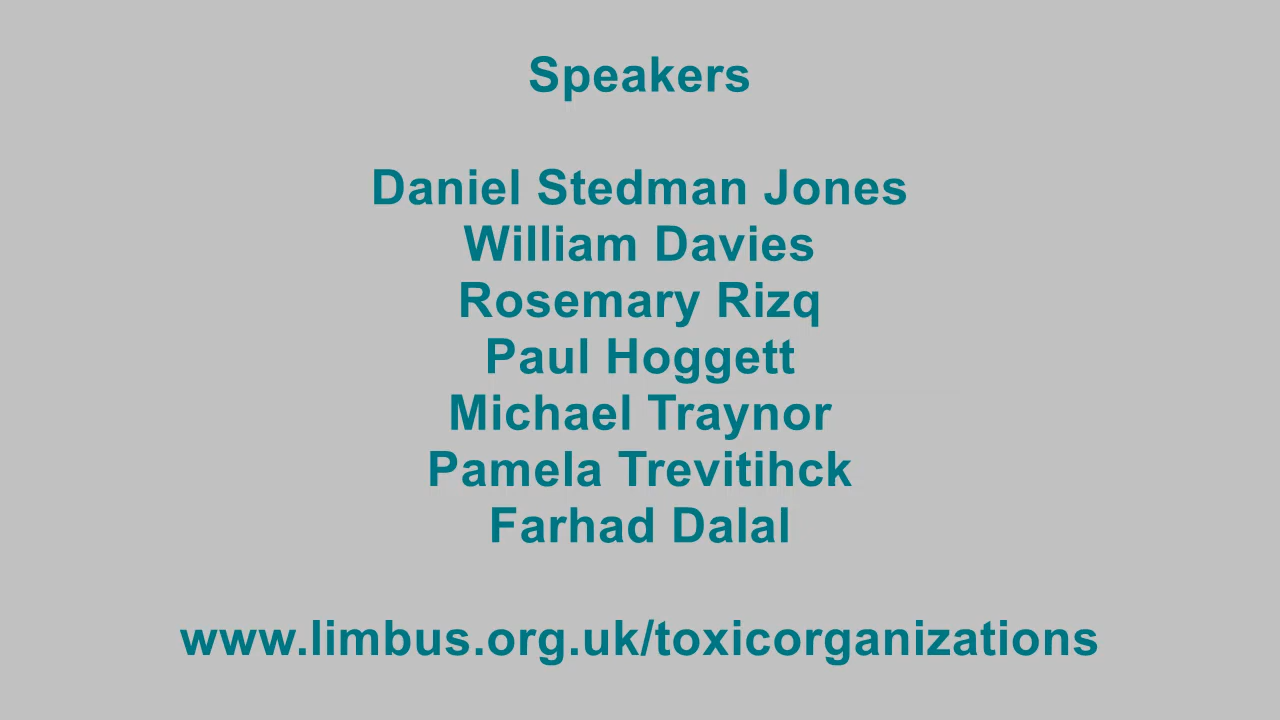 Speakers
Daniel Stedman Jones
William Davies
Rosemary Rizq
Paul Hoggett
Michael Traynor
Pamela Trevitihck
Farhad Dalal
www.limbus.org.uk/toxicorganizations